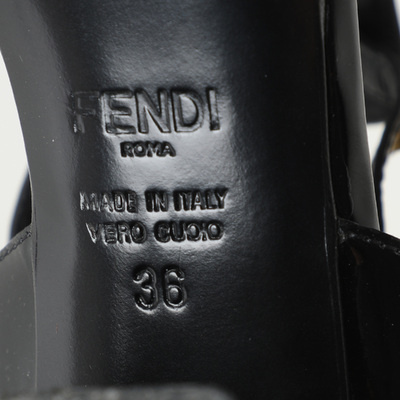 FENDI
ROMA
MADE IN ITALY
VERO CUOIO
36